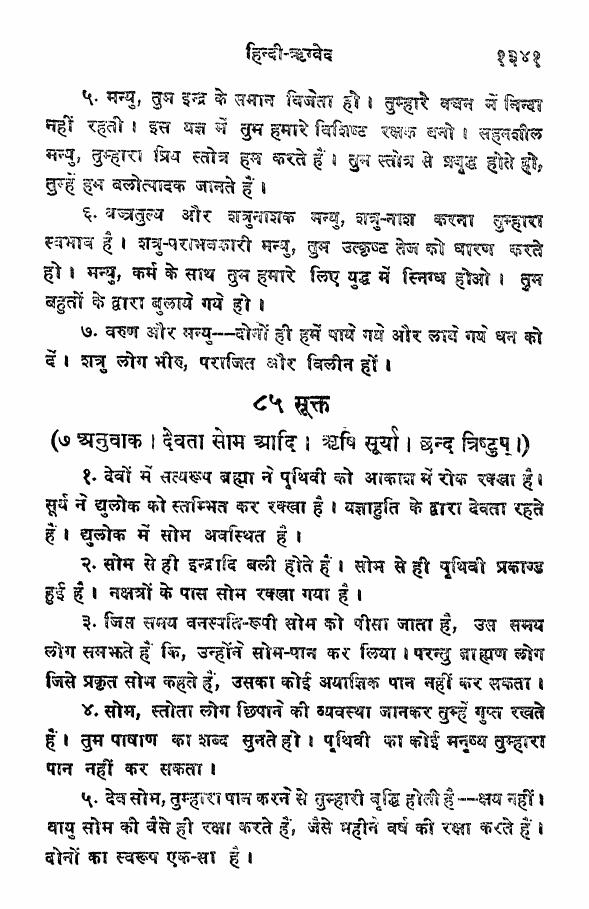 हिन्दी-ऋग्वेद १३४१
५. मन्यु, तुम इन्द्र के समान विजेता हो। तुम्हारे वचन में निन्दा
नहीं रहती। इस यज्ञ में तुम हमारे विशिष्ट रक्षक बनो। सहनशील
मन्यु, तुम्हारा प्रिय स्तोत्र हम करते हैं। तुम स्तोत्र से प्रवृद्ध होते हो,
तुम्हें हम बलोत्पादक जानते हैं।
६. वज्रतुल्य और शत्रुनाशक मन्यु, शत्रु-नाश करना तुम्हारा
स्वभाव है। शत्रु-पराभवकारी मन्यु, तुम उत्कृष्ट तेज को धारण करते
हो। मन्यु, कर्म के साथ तुम हमारे लिए युद्ध में स्निग्ध होओ। तुम
बहुतों के द्वारा बुलाये गये हो।
७. वरुण और मन्यु--दोनों ही हमें पाये गये और लाये गये धन को
दें। शत्रु लोग भीरु, पराजित और विलीन हों।
८५ सूक्त
(७ अनुवाक। देवता सोम आदि। ऋषि सूर्या। छन्द त्रिष्टुप्।)
१. देवों में सत्यरूप ब्रह्मा ने पृथिवी को आकाश में रोक रक्खा है।
सूर्य ने द्युलोक को स्तम्भित कर रक्खा है। यज्ञाहुति के द्वारा देवता रहते
हैं। द्युलोक में सोम अवस्थित है।
२. सोम से ही इन्द्रादि बली होते हैं। सोम से ही पृथिवी प्रकाण्ड
हुई है। नक्षत्रों के पास सोम रक्खा गया है।
३. जिस समय वनस्पति-रूपी सोम को पीसा जाता है, उस समय
लोग समझते हैं कि, उन्होंने सोम-पान कर लिया। परन्तु ब्राह्मण लोग
जिसे प्रकृत सोम कहते हैं, उसका कोई अयाज्ञिक पान नहीं कर सकता।
४. सोम, स्तोता लोग छिपाने की व्यवस्था जानकर तुम्हें गुप्त रखते
हैं। तुम पाषाण का शब्द सुनते हो। पृथिवी का कोई मनुष्य तुम्हारा
पान नहीं कर सकता।
५. देव सोम, तुम्हारा पान करने से तुम्हारी वृद्धि होती है--क्षय नहीं।
वायु सोम की वैसे ही रक्षा करते हैं, जैसे महीने वर्ष की रक्षा करते हैं।
दोनों का स्वरूप एक-सा है।